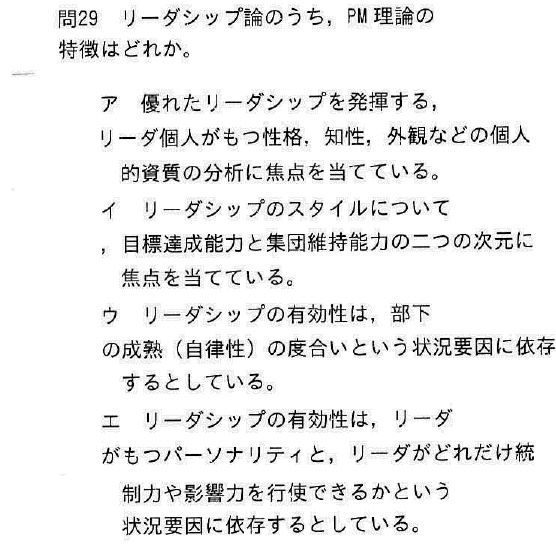 問29　リーダシップ論のうち，PM理論の
特徴はどれか。
ア　優れたリーダシップを発揮する，
リーダ個人がもつ性格，知性，外観などの個人
的資質の分析に焦点を当てている。
イ　リーダシップのスタイルについて
，目標達成能力と集団維持能力の二つの次元に
焦点を当てている。
ウ　リーダシップの有効性は，部下
の成熟（自律性）の度合いという状況要因に依存
するとしている。
エ　リーダシップの有効性は，リーダ
がもつパーソナリティと，リーダがどれだけ統
制力や影響力を行使できるかという
状況要因に依存するとしている。